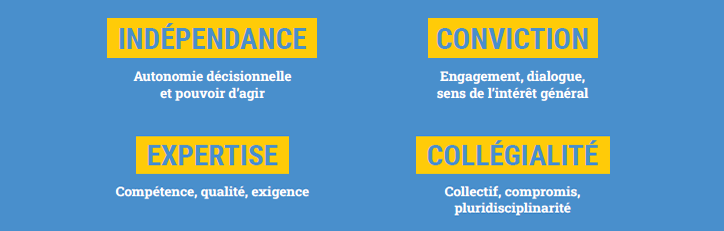 INDÉPENDANCE
Autonomie décisionnelle
et pouvoir d'agir
CONVICTION
Engagement, dialogue,
sens de l'intérêt général
EXPERTISE
Compétence, qualité, exigence
COLLÉGIALITÉ
Collectif, compromis,
pluridisciplinarité